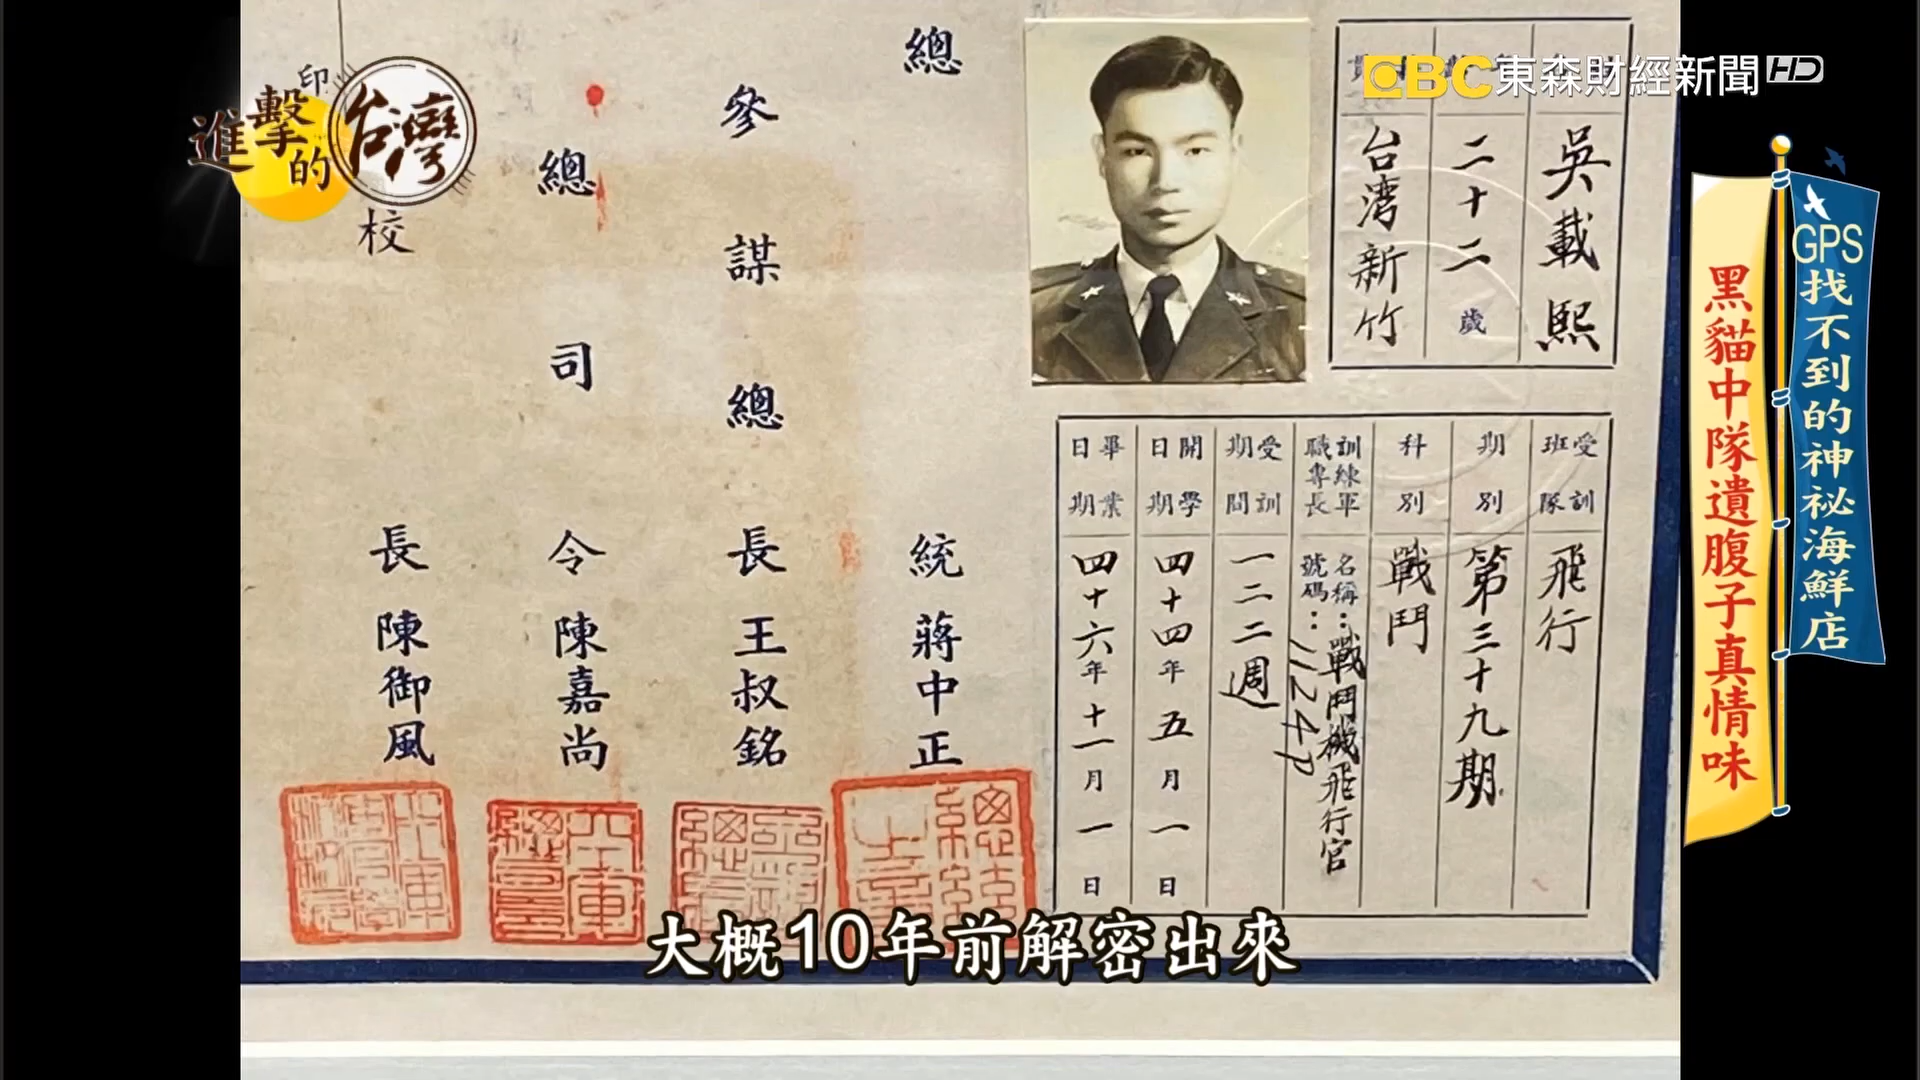 進擊的台灣
印
EBC東森財經新聞HD
GPS找不到的神祕海鮮店
黑貓中隊遺腹子真情味
吳載熙
二十二歲
台湾新竹
受訓班隊
飛行
期別
第三十九期
科別
戰鬥
訓練軍職專長
名稱：戰鬥機飛行官
號碼：1124P
受訓期間
一二二週
開學日期
四十四年五月一日
畢業日期
四十六年十一月一日
總統 蔣中正
參謀總長 王叔銘
總司令 陳嘉尚
校長 陳御風
大概10年前解密出來